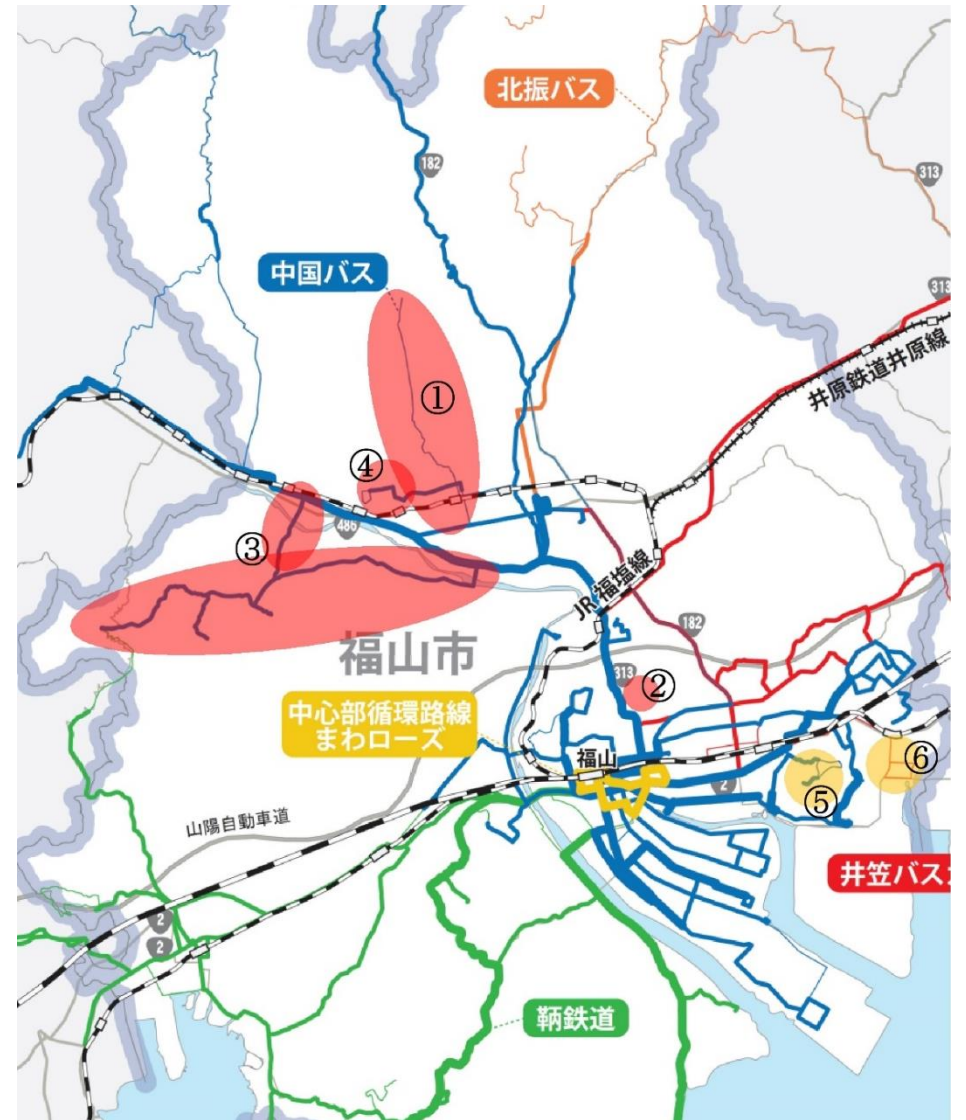 北振バス
182
313
中国バス
313
井原鉄道井原線
①
④
486
③
JR 福塩線
福山市
182
313
②
中心部循環路線
まわローズ
福山
⑥
2
⑤
山陽自動車道
井笠バス
2
2
鞆鉄道